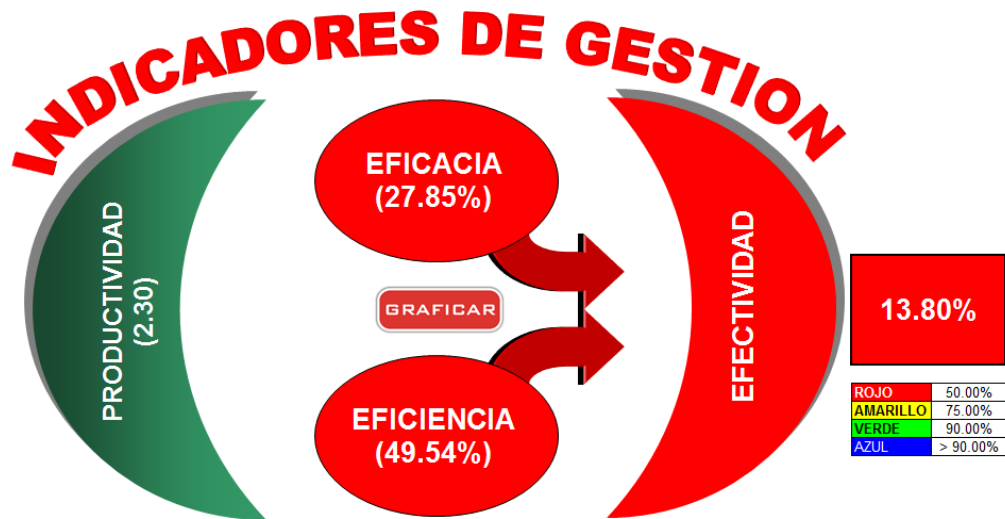 INDICADORES DE GESTION
PRODUCTIVIDAD
(2.30)
EFICACIA
(27.85%)
GRAFICAR
EFICIENCIA
(49.54%)
EFECTIVIDAD
13.80%
ROJO 50.00%
AMARILLO 75.00%
VERDE 90.00%
AZUL > 90.00%